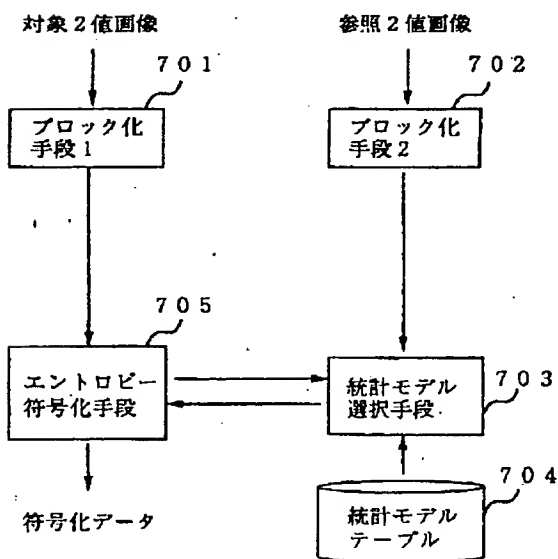 対象２値画像
参照２値画像
７０１
７０２
ブロック化
手段１
ブロック化
手段２
７０５
エントロピー
符号化手段
統計モデル
選択手段
７０３
７０４
符号化データ
統計モデル
テーブル